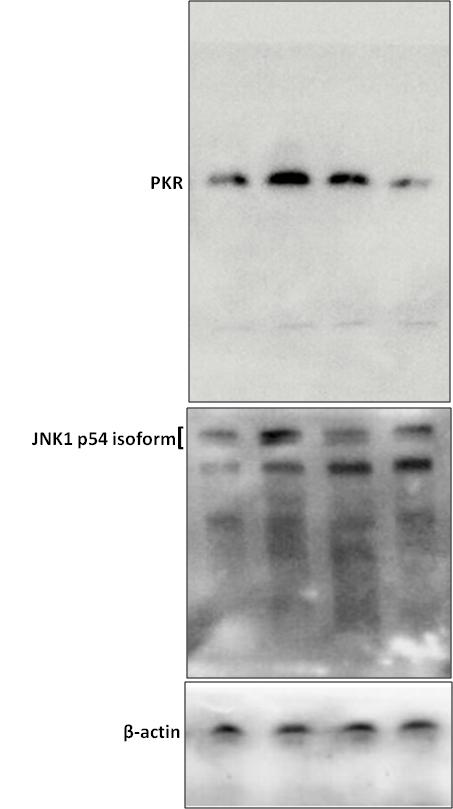 PKR
JNK1 p54 isoform
β-actin